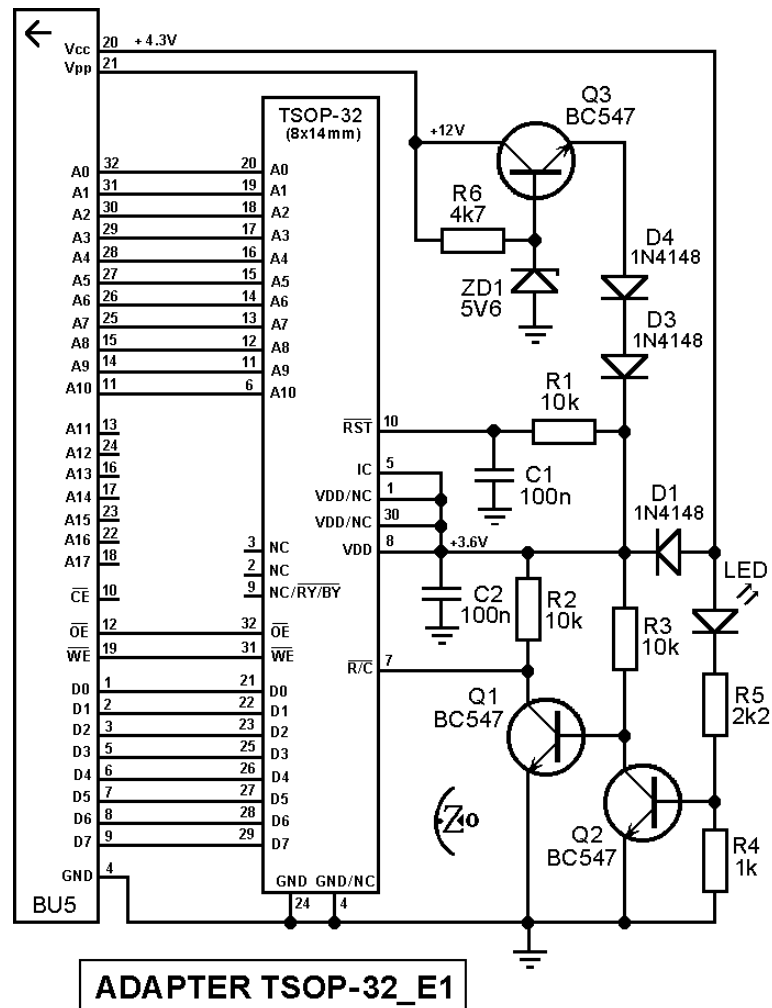 Vcc 20 +4.3V
Vpp 21
TSOP-32
(8x14mm)
+12V
Q3
BC547
A0 32 20 A0
A1 31 19 A1
A2 30 18 A2
A3 29 17 A3
A4 28 16 A4
A5 27 15 A5
A6 26 14 A6
A7 25 13 A7
A8 15 12 A8
A9 14 11 A9
A10 11 6 A10
R6
4k7
ZD1
5V6
D4
1N4148
D3
1N4148
R1
10k
A11 13
A12 24
A13 16
A14 17
A15 23
A16 22
A17 18
CE 10
OE 12 32 OE
WE 19 31 WE
RST 10
IC 5
VDD/NC 1
VDD/NC 30
VDD 8 +3.6V
3 NC
2 NC
9 NC/RY/BY
C1
100n
D1
1N4148
LED
C2
100n
R2
10k
R3
10k
R/C 7
R5
2k2
D0 1 21 D0
D1 2 22 D1
D2 3 23 D2
D3 5 25 D3
D4 6 26 D4
D5 7 27 D5
D6 8 28 D6
D7 9 29 D7
Q1
BC547
Zo
Q2
BC547
R4
1k
GND 4
GND GND/NC
24 4
BU5
ADAPTER TSOP-32_E1